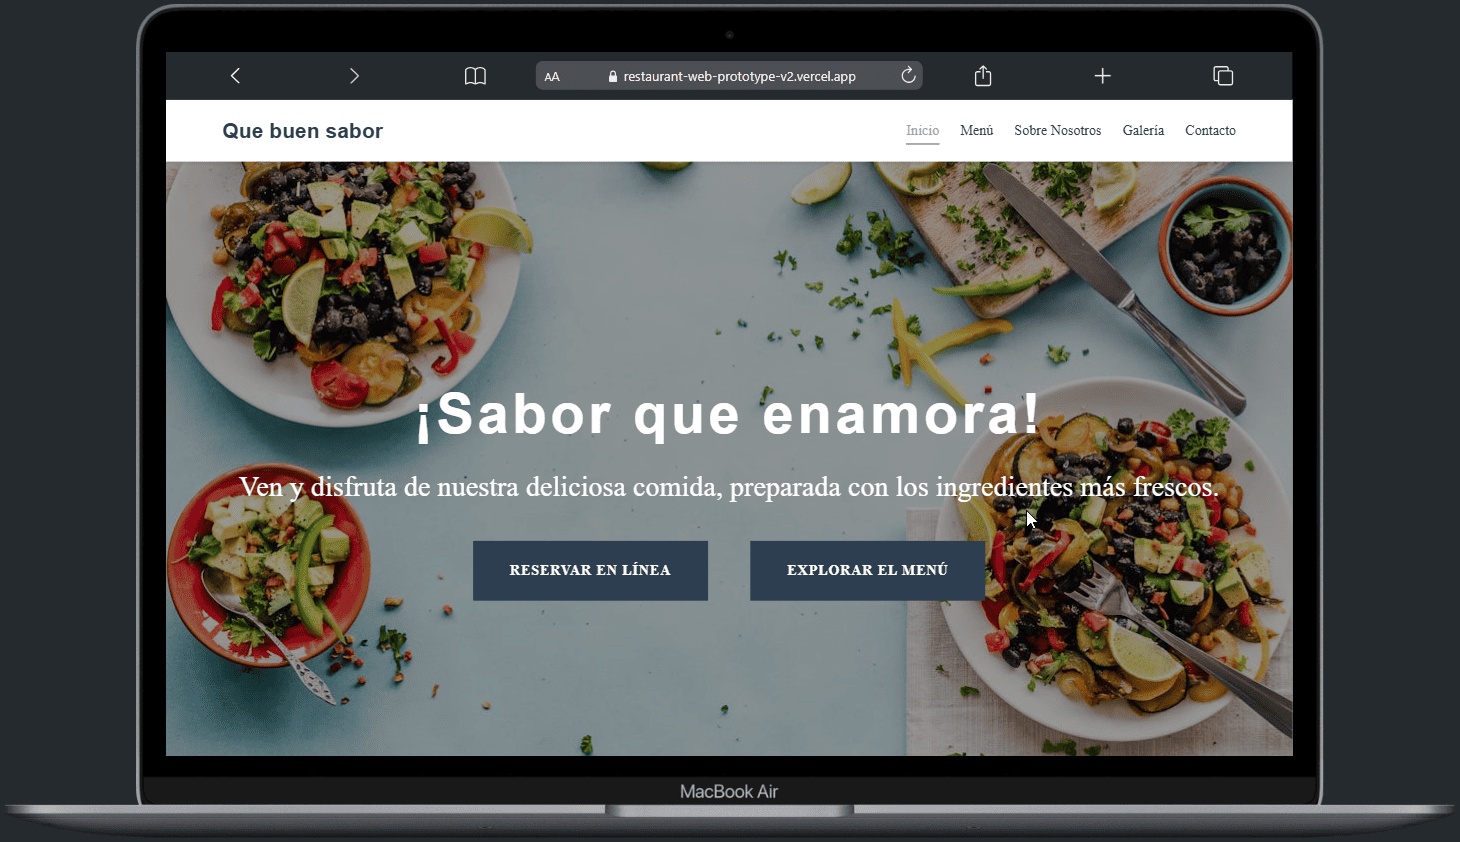 AA restaurant-web-prototype-v2.vercel.app
Que buen sabor
Inicio Menú Sobre Nosotros Galería Contacto
¡Sabor que enamora!
Ven y disfruta de nuestra deliciosa comida, preparada con los ingredientes más frescos.
RESERVAR EN LÍNEA EXPLORAR EL MENÚ
MacBook Air